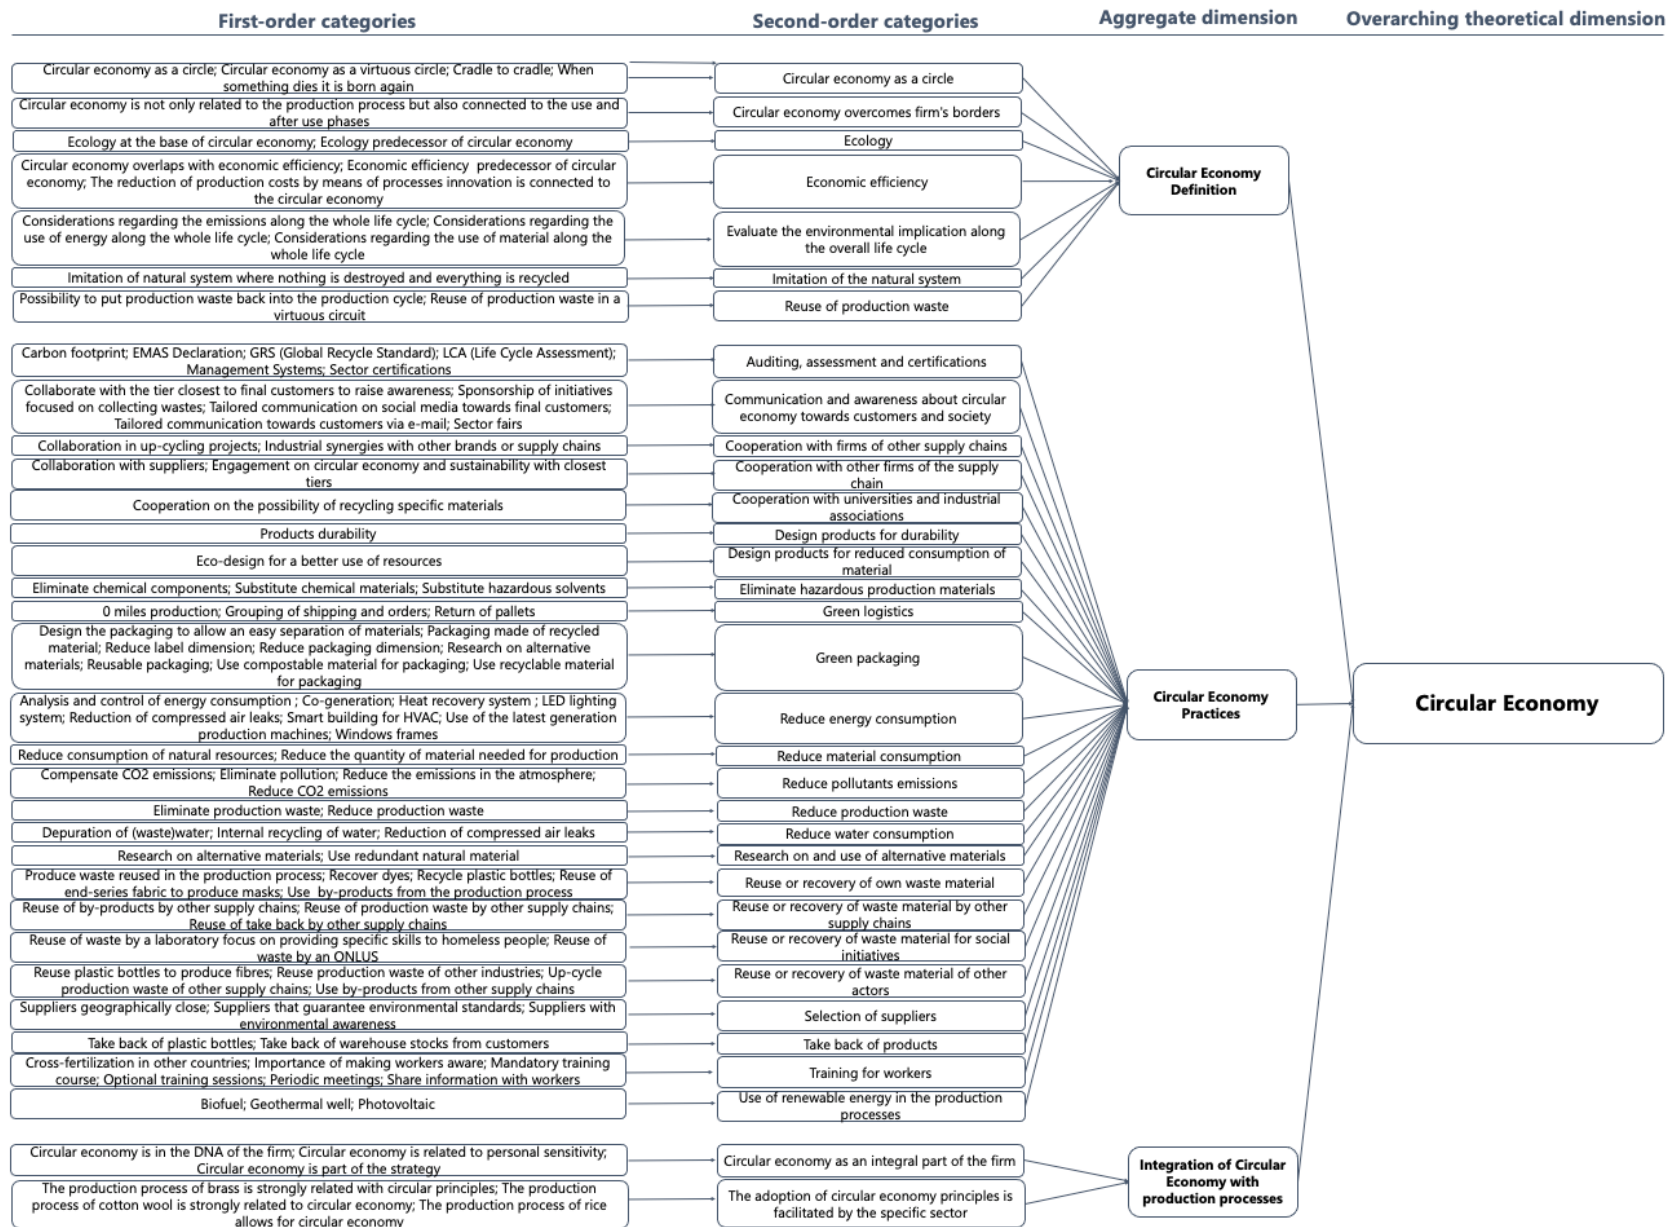 First-order categories
Second-order categories
Aggregate dimension
Overarching theoretical dimension
Circular economy as a circle; Circular economy as a virtuous circle; Cradle to cradle; When
something dies it is born again
Circular economy as a circle
Circular economy is not only related to the production process but also connected to the use and
after use phases
Circular economy overcomes firm's borders
Ecology at the base of circular economy; Ecology predecessor of circular economy
Ecology
Circular economy overlaps with economic efficiency; Economic efficiency predecessor of circular
economy; The reduction of production costs by means of processes innovation is connected to
the circular economy
Economic efficiency
Considerations regarding the emissions along the whole life cycle; Considerations regarding the
use of energy along the whole life cycle; Considerations regarding the use of material along the
whole life cycle
Evaluate the environmental implication along
the overall life cycle
Imitation of natural system where nothing is destroyed and everything is recycled
Imitation of the natural system
Possibility to put production waste back into the production cycle; Reuse of production waste in a
virtuous circuit
Reuse of production waste
Circular Economy
Definition
Carbon footprint; EMAS Declaration; GRS (Global Recycle Standard); LCA (Life Cycle Assessment);
Management Systems; Sector certifications
Auditing, assessment and certifications
Collaborate with the tier closest to final customers to raise awareness; Sponsorship of initiatives
focused on collecting wastes; Tailored communication on social media towards final customers;
Tailored communication towards customers via e-mail; Sector fairs
Communication and awareness about circular
economy towards customers and society
Collaboration in up-cycling projects; Industrial synergies with other brands or supply chains
Cooperation with firms of other supply chains
Collaboration with suppliers; Engagement on circular economy and sustainability with closest
tiers
Cooperation with other firms of the supply
chain
Cooperation on the possibility of recycling specific materials
Cooperation with universities and industrial
associations
Products durability
Design products for durability
Eco-design for a better use of resources
Design products for reduced consumption of
material
Eliminate chemical components; Substitute chemical materials; Substitute hazardous solvents
Eliminate hazardous production materials
0 miles production; Grouping of shipping and orders; Return of pallets
Green logistics
Design the packaging to allow an easy separation of materials; Packaging made of recycled
material; Reduce label dimension; Reduce packaging dimension; Research on alternative
materials; Reusable packaging; Use compostable material for packaging; Use recyclable material
for packaging
Green packaging
Analysis and control of energy consumption ; Co-generation; Heat recovery system ; LED lighting
system; Reduction of compressed air leaks; Smart building for HVAC; Use of the latest generation
production machines; Windows frames
Reduce energy consumption
Reduce consumption of natural resources; Reduce the quantity of material needed for production
Reduce material consumption
Compensate CO2 emissions; Eliminate pollution; Reduce the emissions in the atmosphere;
Reduce CO2 emissions
Reduce pollutants emissions
Eliminate production waste; Reduce production waste
Reduce production waste
Depuration of (waste)water; Internal recycling of water; Reduction of compressed air leaks
Reduce water consumption
Research on alternative materials; Use redundant natural material
Research on and use of alternative materials
Produce waste reused in the production process; Recover dyes; Recycle plastic bottles; Reuse of
end-series fabric to produce masks; Use by-products from the production process
Reuse or recovery of own waste material
Reuse of by-products by other supply chains; Reuse of production waste by other supply chains;
Reuse of take back by other supply chains
Reuse or recovery of waste material by other
supply chains
Reuse of waste by a laboratory focus on providing specific skills to homeless people; Reuse of
waste by an ONLUS
Reuse or recovery of waste material for social
initiatives
Reuse plastic bottles to produce fibres; Reuse production waste of other industries; Up-cycle
production waste of other supply chains; Use by-products from other supply chains
Reuse or recovery of waste material of other
actors
Suppliers geographically close; Suppliers that guarantee environmental standards; Suppliers with
environmental awareness
Selection of suppliers
Take back of plastic bottles; Take back of warehouse stocks from customers
Take back of products
Cross-fertilization in other countries; Importance of making workers aware; Mandatory training
course; Optional training sessions; Periodic meetings; Share information with workers
Training for workers
Biofuel; Geothermal well; Photovoltaic
Use of renewable energy in the production
processes
Circular Economy
Practices
Circular Economy
Circular economy is in the DNA of the firm; Circular economy is related to personal sensitivity;
Circular economy is part of the strategy
Circular economy as an integral part of the firm
The production process of brass is strongly related with circular principles; The production
process of cotton wool is strongly related to circular economy; The production process of rice
allows for circular economy
The adoption of circular economy principles is
facilitated by the specific sector
Integration of Circular
Economy with
production processes